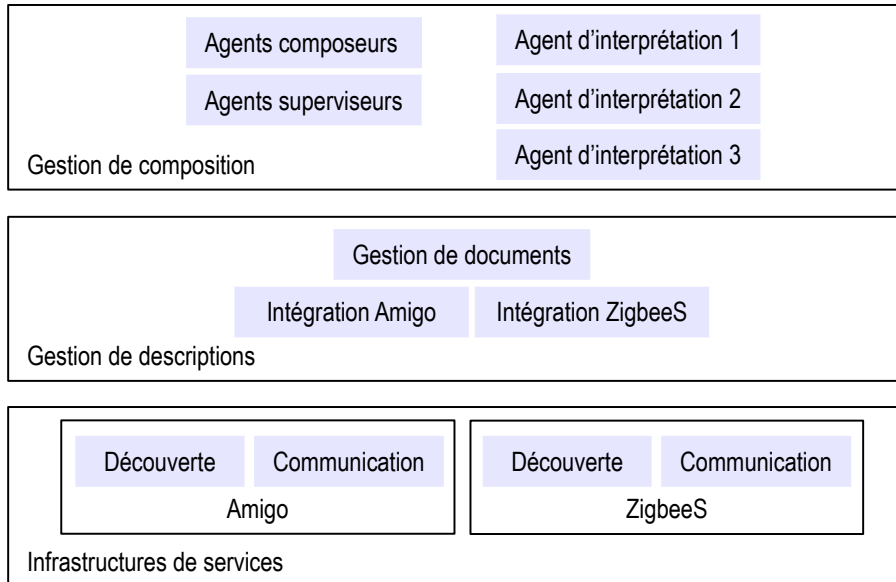 Agents composeurs
Agent d’interprétation 1
Agents superviseurs
Agent d’interprétation 2
Agent d’interprétation 3
Gestion de composition
Gestion de documents
Intégration Amigo
Intégration ZigbeeS
Gestion de descriptions
Découverte
Communication
Découverte
Communication
Amigo
ZigbeeS
Infrastructures de services